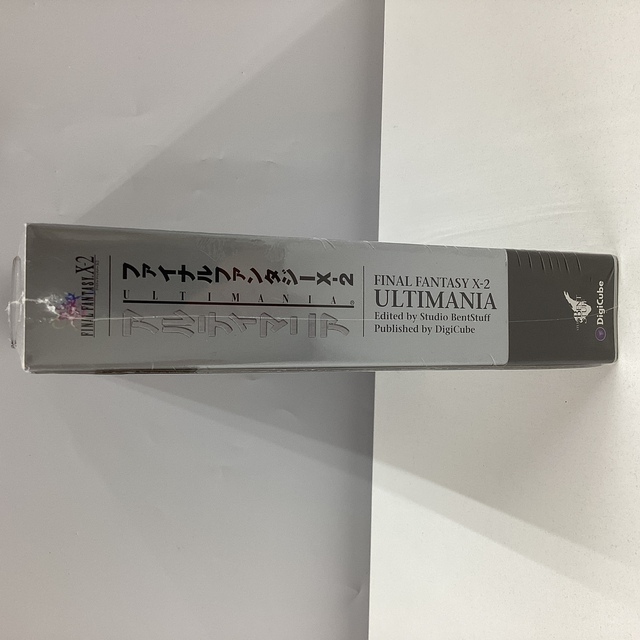 FINAL FANTASY X-2
ファイナルファンタジーX-2
ULTIMANIA
アルティマニア
FINAL FANTASY X-2
ULTIMANIA
Edited by Studio BentStuff
Published by DigiCube
DigiCube